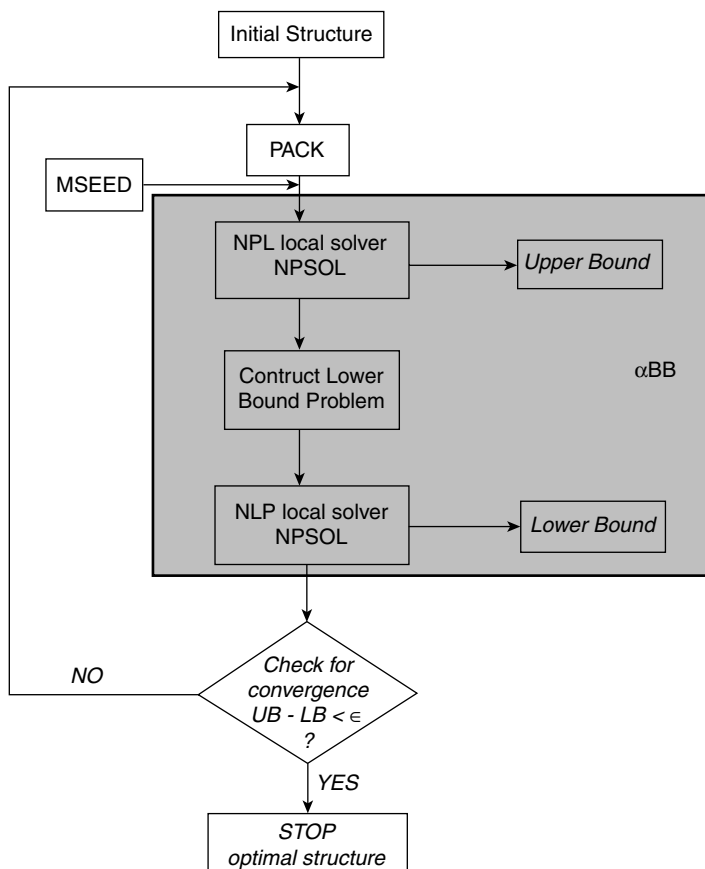 Initial Structure
PACK
MSEED
NPL local solver
NPSOL
Upper Bound
Contruct Lower
Bound Problem
αBB
NLP local solver
NPSOL
Lower Bound
Check for
convergence
UB - LB < ∈
?
NO
YES
STOP
optimal structure